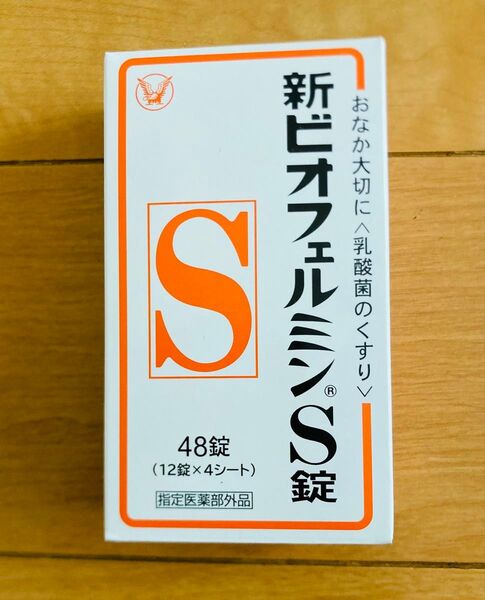 おなか大切に<乳酸菌のくすり>
新ビオフェルミン®S錠
S
48錠
(12錠×4シート)
指定医薬部外品